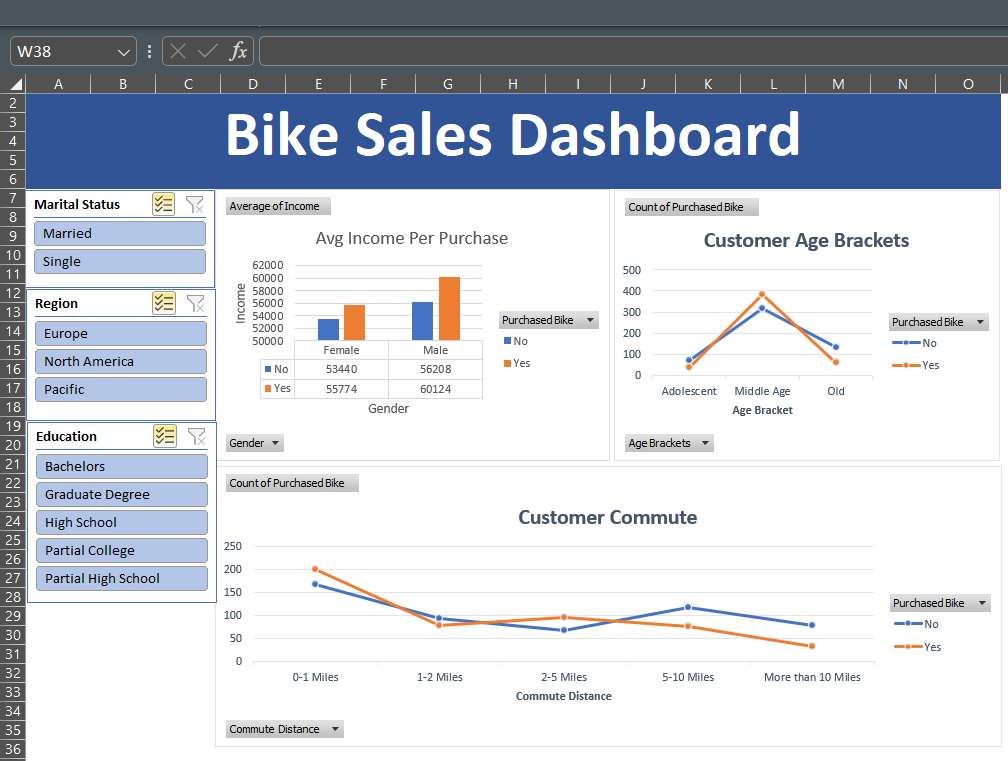 W38
fx
A B C D E F G H I J K L M N O
2
3
4
5
6
7
8
9
10
11
12
13
14
15
16
17
18
19
20
21
22
23
24
25
26
27
28
29
30
31
32
33
34
35
36
Bike Sales Dashboard
Marital Status
Married
Single
Region
Europe
North America
Pacific
Education
Bachelors
Graduate Degree
High School
Partial College
Partial High School
Average of Income
Avg Income Per Purchase
Income
62000
60000
58000
56000
54000
52000
50000
Female Male
No 53440 56208
Yes 55774 60124
Gender
Purchased Bike
No
Yes
Gender
Count of Purchased Bike
Customer Age Brackets
500
400
300
200
100
0
Adolescent Middle Age Old
Age Bracket
Purchased Bike
No
Yes
Age Brackets
Count of Purchased Bike
Customer Commute
250
200
150
100
50
0
0-1 Miles 1-2 Miles 2-5 Miles 5-10 Miles More than 10 Miles
Commute Distance
Purchased Bike
No
Yes
Commute Distance